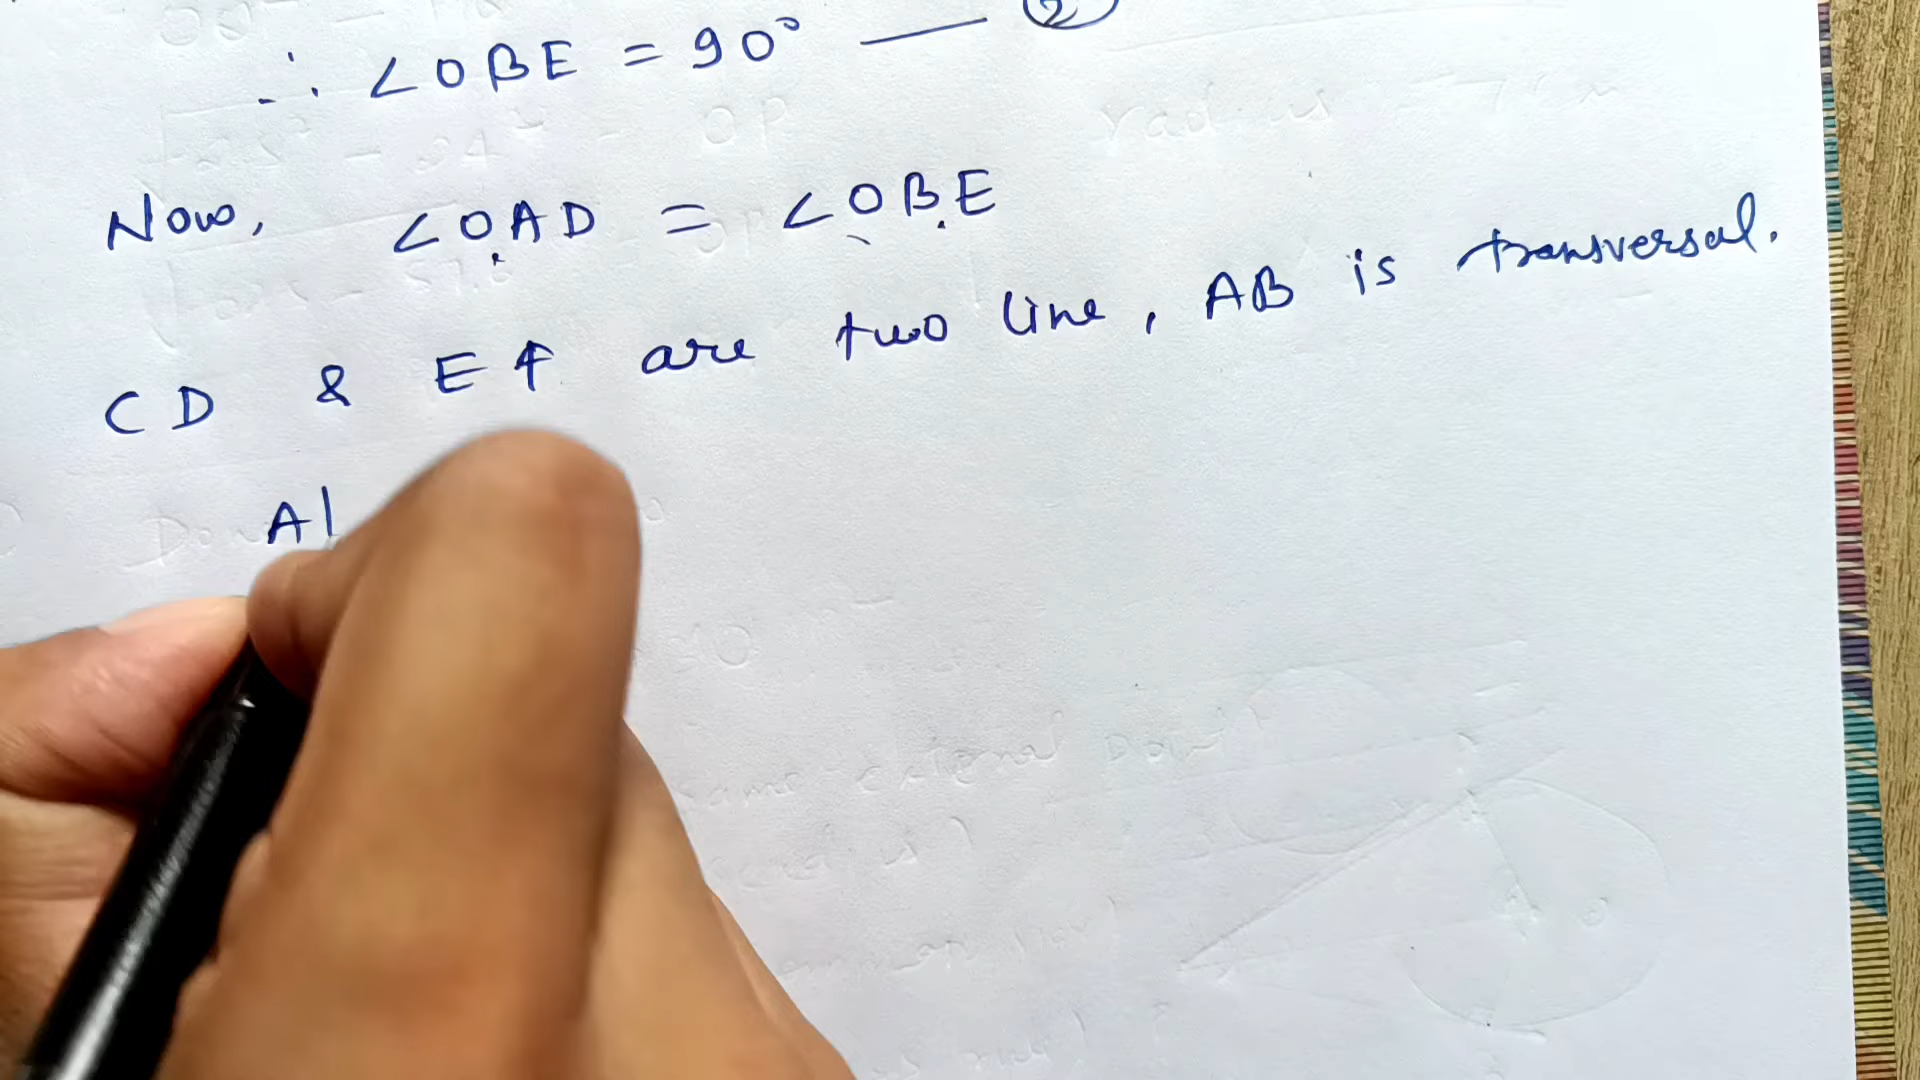 ∴ ∠OBE = 90° — ②
Now, ∠OAD = ∠OBE
CD & EF are two line, AB is transversal.
Al